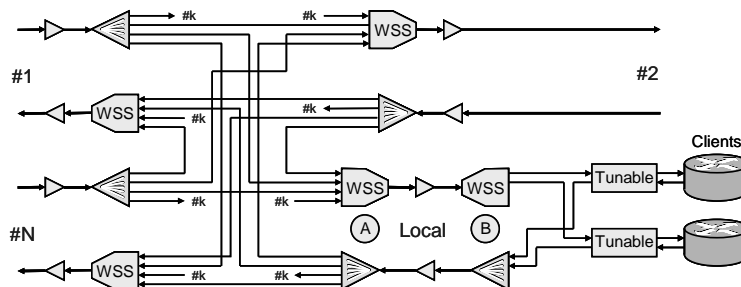 #k
#k
WSS
#1
#2
WSS
#k
#k
Clients
WSS
WSS
Tunable
#k
#k
A
Local
B
#N
Tunable
WSS
#k
#k